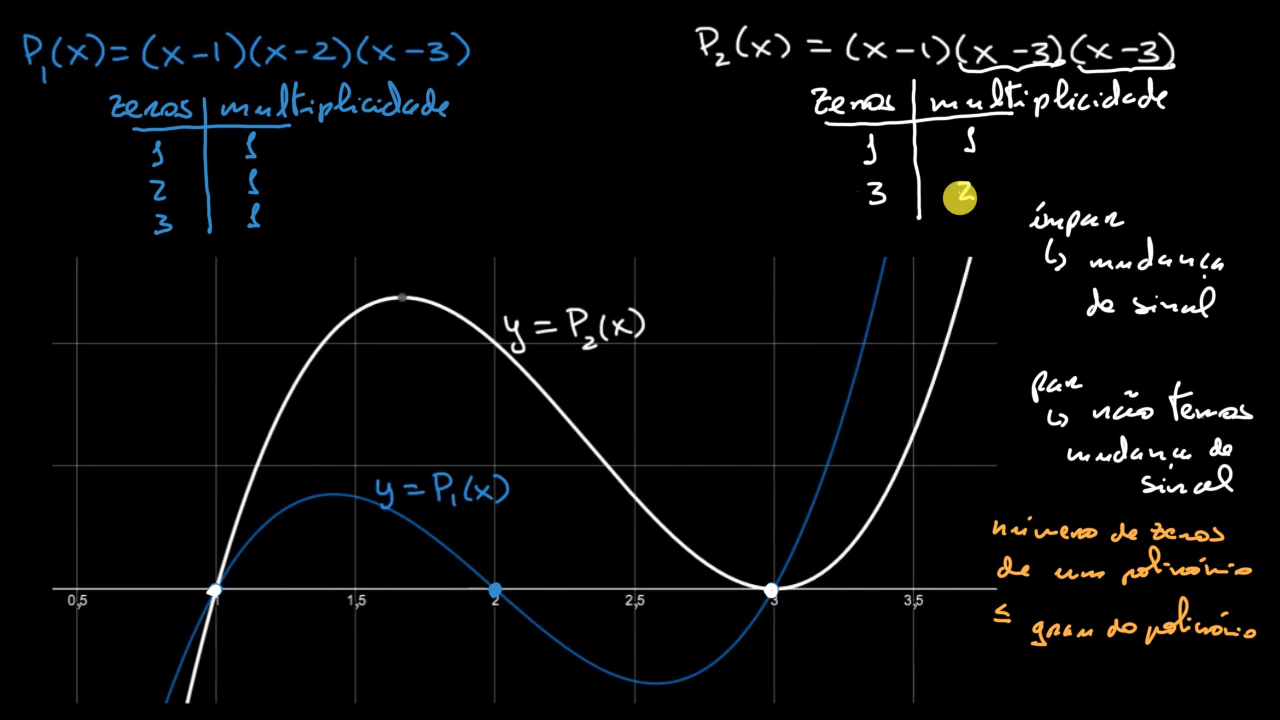 P₁(x) = (x-1)(x-2)(x-3)
zeros multiplicidade
1 1
2 1
3 1
P₂(x) = (x-1)(x-3)(x-3)
zeros multiplicidade
1 1
3 2
ímpar
↳ mudança
de sinal
par
↳ não temos
mudança de
sinal
número de zeros
de um polinómio
≤ grau do polinómio
y = P₂(x)
y = P₁(x)
0,5 1 1,5 2 2,5 3 3,5